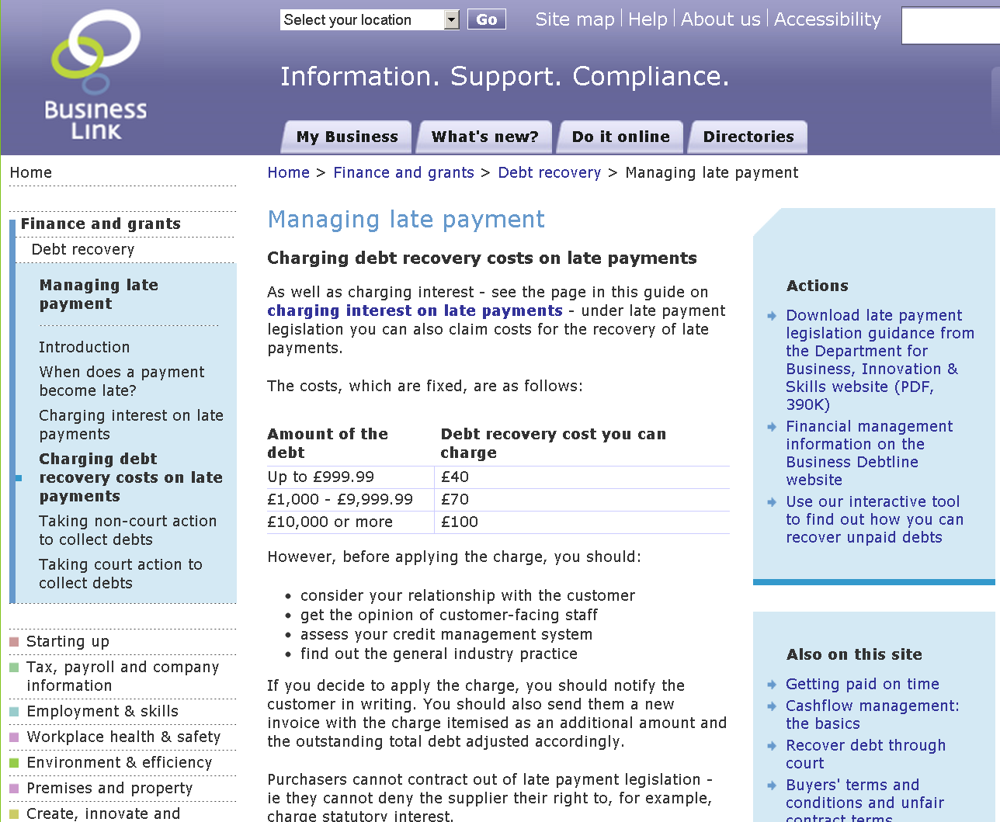 Select your location
Go
Site map
Help
About us
Accessibility
Business
Link
Information. Support. Compliance.
My Business
What's new?
Do it online
Directories
Home
Finance and grants
Debt recovery
Managing late
payment
Introduction
When does a payment
become late?
Charging interest on late
payments
Charging debt
recovery costs on late
payments
Taking non-court action
to collect debts
Taking court action to
collect debts
Starting up
Tax, payroll and company
information
Employment & skills
Workplace health & safety
Environment & efficiency
Premises and property
Create, innovate and
Home > Finance and grants > Debt recovery > Managing late payment
Managing late payment
Charging debt recovery costs on late payments
As well as charging interest - see the page in this guide on
charging interest on late payments - under late payment
legislation you can also claim costs for the recovery of late
payments.
The costs, which are fixed, are as follows:
Amount of the
debt
Debt recovery cost you can
charge
Up to £999.99
£40
£1,000 - £9,999.99
£70
£10,000 or more
£100
However, before applying the charge, you should:
• consider your relationship with the customer
• get the opinion of customer-facing staff
• assess your credit management system
• find out the general industry practice
If you decide to apply the charge, you should notify the
customer in writing. You should also send them a new
invoice with the charge itemised as an additional amount and
the outstanding total debt adjusted accordingly.
Purchasers cannot contract out of late payment legislation -
ie they cannot deny the supplier their right to, for example,
charge statutory interest.
Actions
Download late payment
legislation guidance from
the Department for
Business, Innovation &
Skills website (PDF,
390K)
Financial management
information on the
Business Debtline
website
Use our interactive tool
to find out how you can
recover unpaid debts
Also on this site
Getting paid on time
Cashflow management:
the basics
Recover debt through
court
Buyers' terms and
conditions and unfair
contract terms